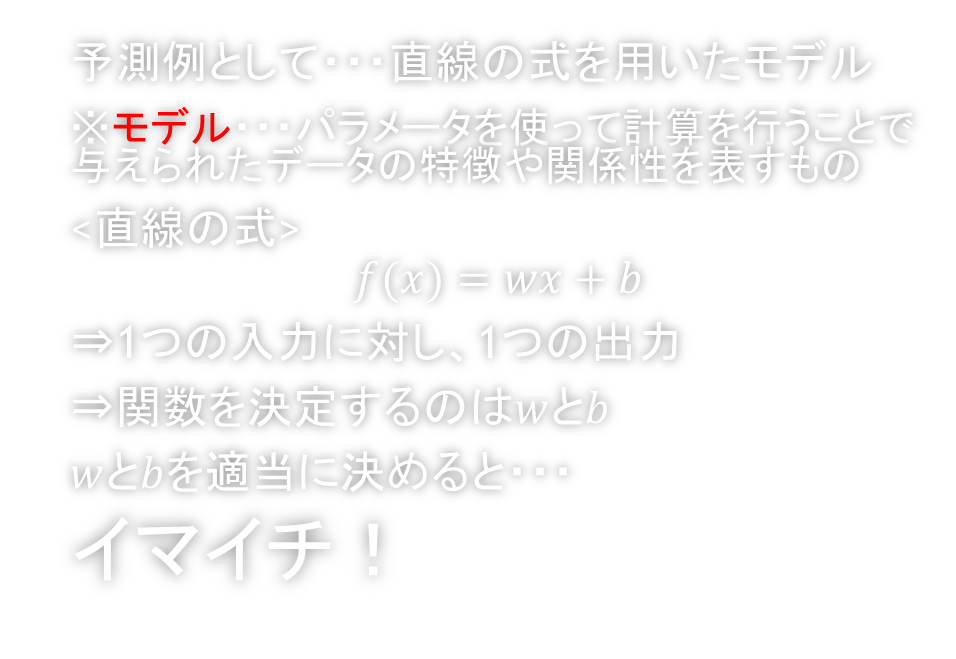 予測例として・・・直線の式を用いたモデル
※モデル・・・パラメータを使って計算を行うことで
与えられたデータの特徴や関係性を表すもの
<直線の式>
f(x) = wx + b
⇒1つの入力に対し、1つの出力
⇒関数を決定するのはwとb
wとbを適当に決めると・・・
イマイチ！